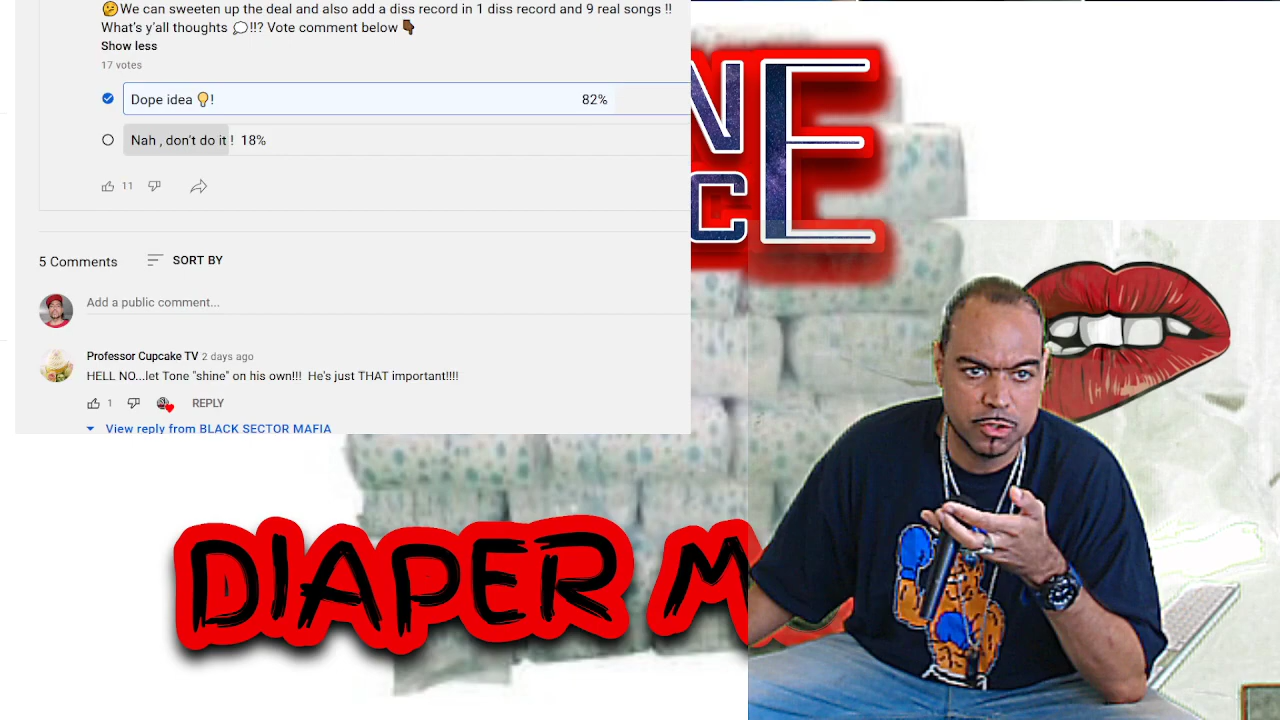 🤔We can sweeten up the deal and also add a diss record in 1 diss record and 9 real songs !!
What's y'all thoughts 💭!!? Vote comment below 👇🏾
Show less
17 votes
Dope idea 💡!
82%
Nah , don't do it ! 18%
11
5 Comments
SORT BY
Add a public comment...
Professor Cupcake TV 2 days ago
HELL NO...let Tone "shine" on his own!!! He's just THAT important!!!!
1
REPLY
View reply from BLACK SECTOR MAFIA
NE
C
DIAPER M